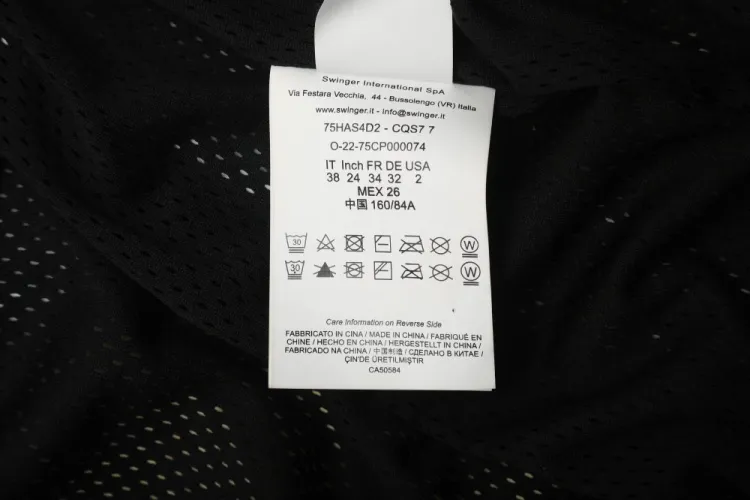 Swinger International SpA
Via Festara Vecchia, 44 - Bussolengo (VR) Italia
www.swinger.it - info@swinger.it
75HAS4D2 - CQS7 7
O-22-75CP000074
IT Inch FR DE USA
38 24 34 32 2
MEX 26
中国 160/84A
30 W
30 W
Care Information on Reverse Side
FABBRICATO IN CINA / MADE IN CHINA / FABRIQUÉ EN
CHINE / HECHO EN CHINA / HERGESTELLT IN CHINA /
FABRICADO NA CHINA / 中国制造 / СДЕЛАНО В КИТАЕ /
ÇİN'DE ÜRETİLMİŞTİR
CA50584